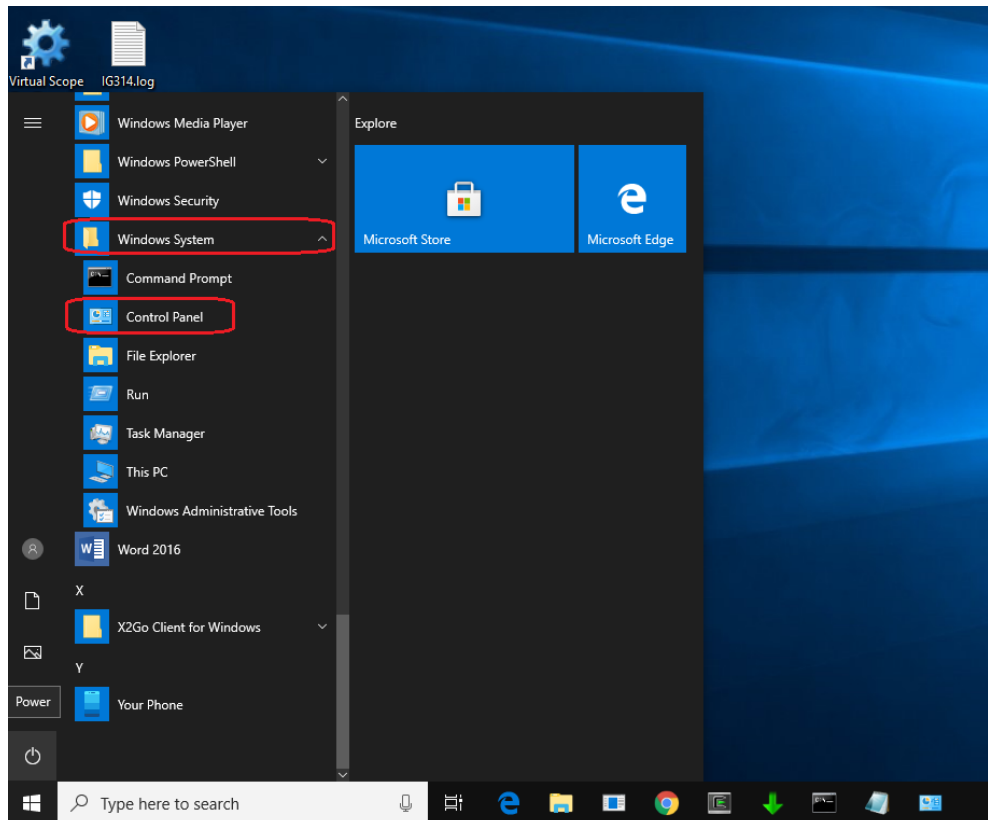 Virtual Scope IG314.log
Windows Media Player
Windows PowerShell
Windows Security
Windows System
Command Prompt
Control Panel
File Explorer
Run
Task Manager
This PC
Windows Administrative Tools
Word 2016
X
X2Go Client for Windows
Y
Your Phone
Power
Explore
Microsoft Store
Microsoft Edge
Type here to search